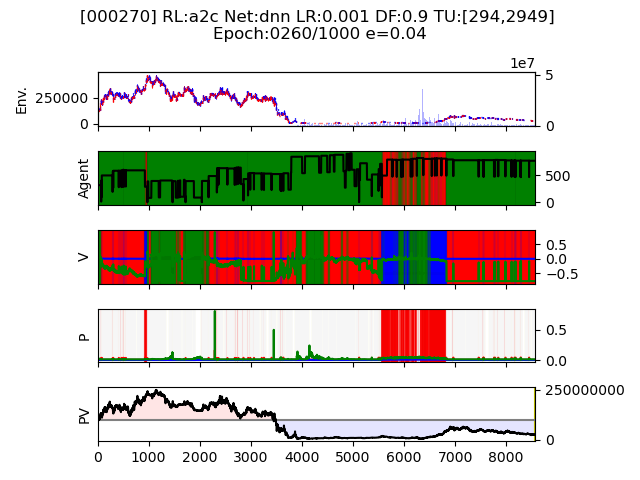 [000270] RL:a2c Net:dnn LR:0.001 DF:0.9 TU:[294,2949]
Epoch:0260/1000 e=0.04
1e7
Env.
250000
0
5
0
Agent
500
0
V
0.5
0.0
−0.5
P
0.5
0.0
PV
250000000
0
0 1000 2000 3000 4000 5000 6000 7000 8000